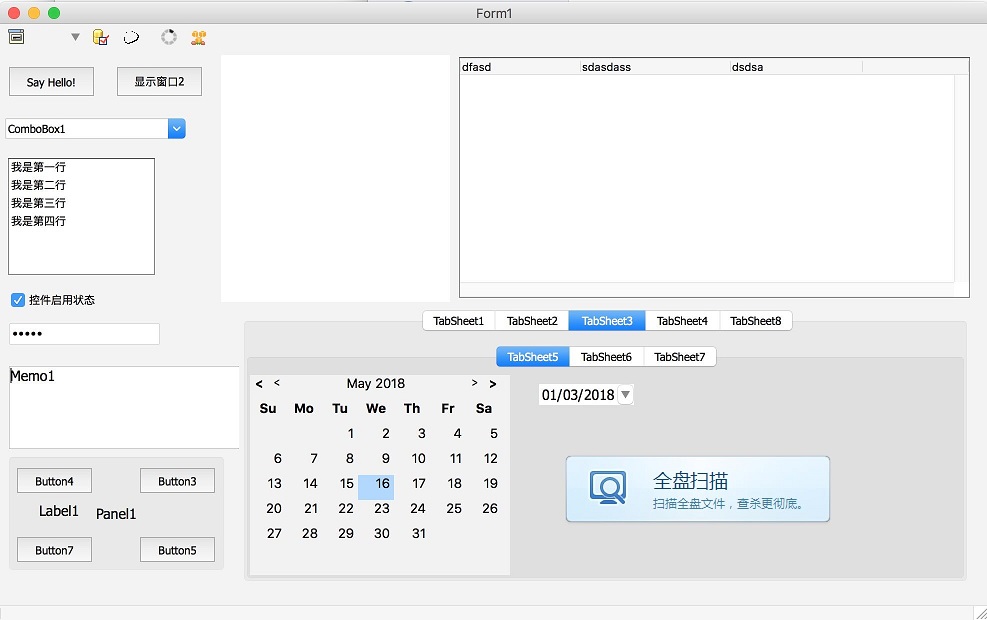 Form1
Say Hello!
显示窗口2
ComboBox1
我是第一行
我是第二行
我是第三行
我是第四行
控件启用状态
•••••
Memo1
Button4
Button3
Label1
Panel1
Button7
Button5
dfasd sdasdass dsdsa
TabSheet1 TabSheet2 TabSheet3 TabSheet4 TabSheet8
TabSheet5 TabSheet6 TabSheet7
< < May 2018 > >
Su Mo Tu We Th Fr Sa
1 2 3 4 5
6 7 8 9 10 11 12
13 14 15 16 17 18 19
20 21 22 23 24 25 26
27 28 29 30 31
01/03/2018
全盘扫描
扫描全盘文件，查杀更彻底。